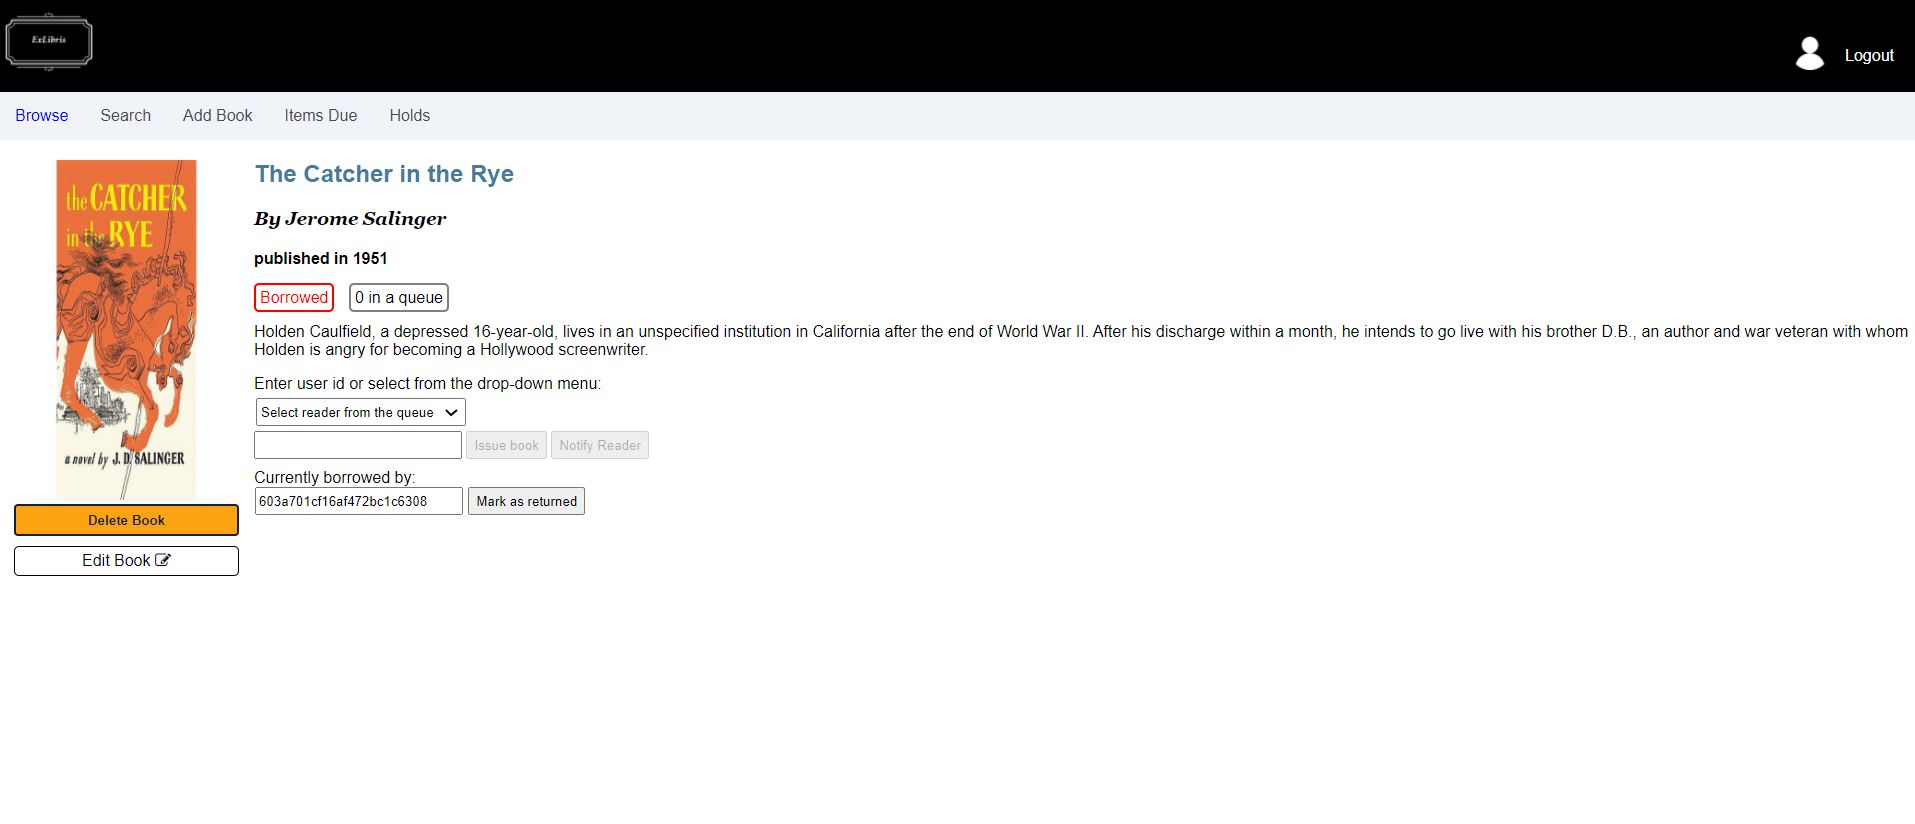 ExLibris
Logout
Browse
Search
Add Book
Items Due
Holds
the CATCHER
in the RYE
a novel by J. D. SALINGER
Delete Book
Edit Book
The Catcher in the Rye
By Jerome Salinger
published in 1951
Borrowed
0 in a queue
Holden Caulfield, a depressed 16-year-old, lives in an unspecified institution in California after the end of World War II. After his discharge within a month, he intends to go live with his brother D.B., an author and war veteran with whom
Holden is angry for becoming a Hollywood screenwriter.
Enter user id or select from the drop-down menu:
Select reader from the queue
Issue book
Notify Reader
Currently borrowed by:
603a701cf16af472bc1c6308
Mark as returned